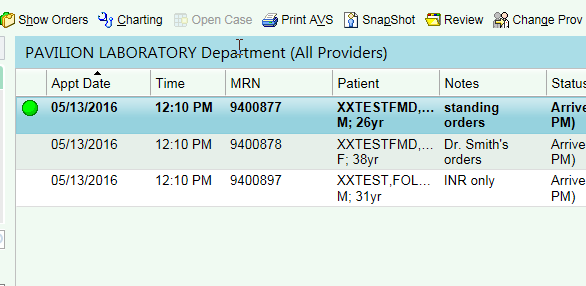 Show Orders Charting Open Case Print AVS SnapShot Review Change Prov
PAVILION LABORATORY Department (All Providers)
Appt Date Time MRN Patient Notes Status
05/13/2016 12:10 PM 9400877 XXTESTFMD,... standing Arrive
M; 26yr orders PM)
05/13/2016 12:10 PM 9400878 XXTESTFMD,... Dr. Smith's Arrive
F; 38yr orders PM)
05/13/2016 12:10 PM 9400897 XXTEST,FOL... INR only Arrive
M; 31yr PM)